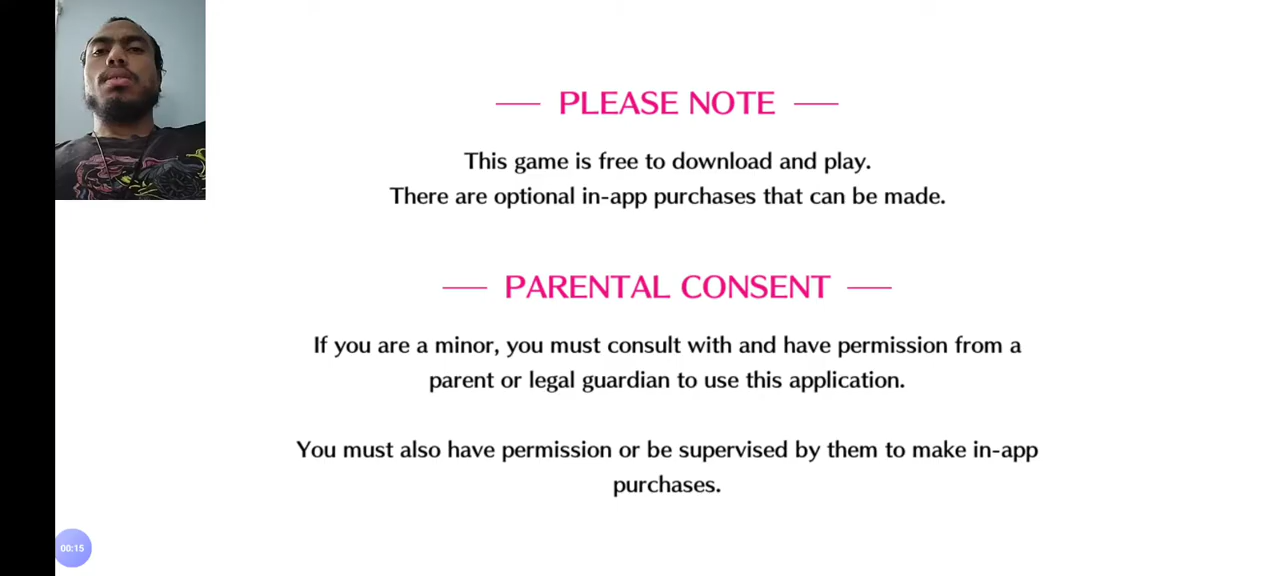 PLEASE NOTE
This game is free to download and play.
There are optional in-app purchases that can be made.
PARENTAL CONSENT
If you are a minor, you must consult with and have permission from a
parent or legal guardian to use this application.
You must also have permission or be supervised by them to make in-app
purchases.
00:15